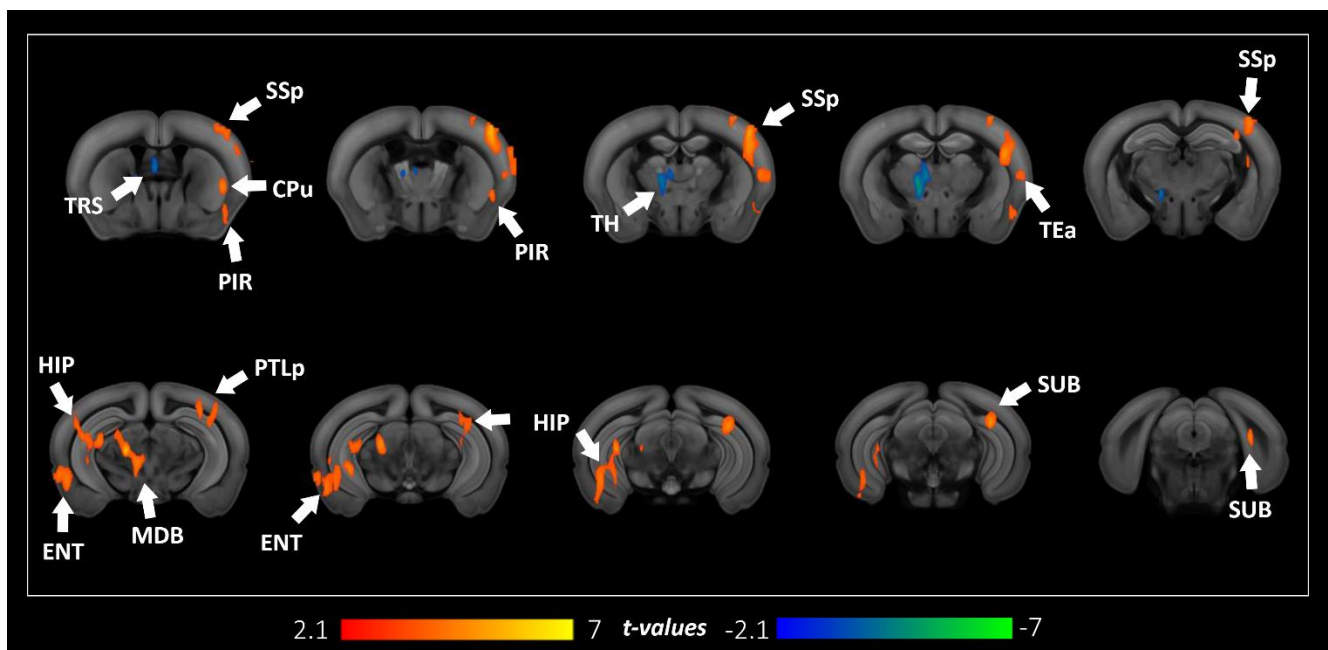 SSp
SSp
SSp
TRS
CPu
TH
TEa
PIR
PIR
HIP
PTLp
HIP
SUB
ENT
MDB
ENT
SUB
2.1 7 t-values -2.1 -7